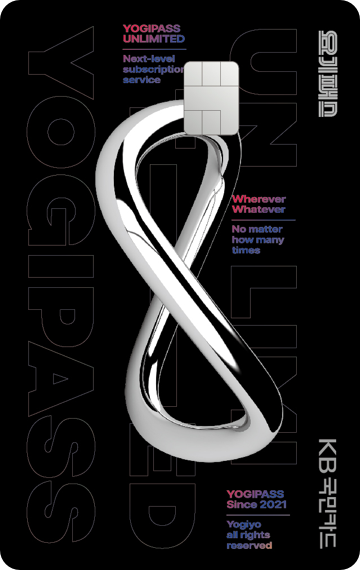 YOGIPASS
UNLIMITED
Next-level
subscription
service
요기패스
YOGIPASS
UNLIMITED
Wherever
Whatever
No matter
how many
times
KB국민카드
YOGIPASS
Since 2021
Yogiyo
all rights
reserved